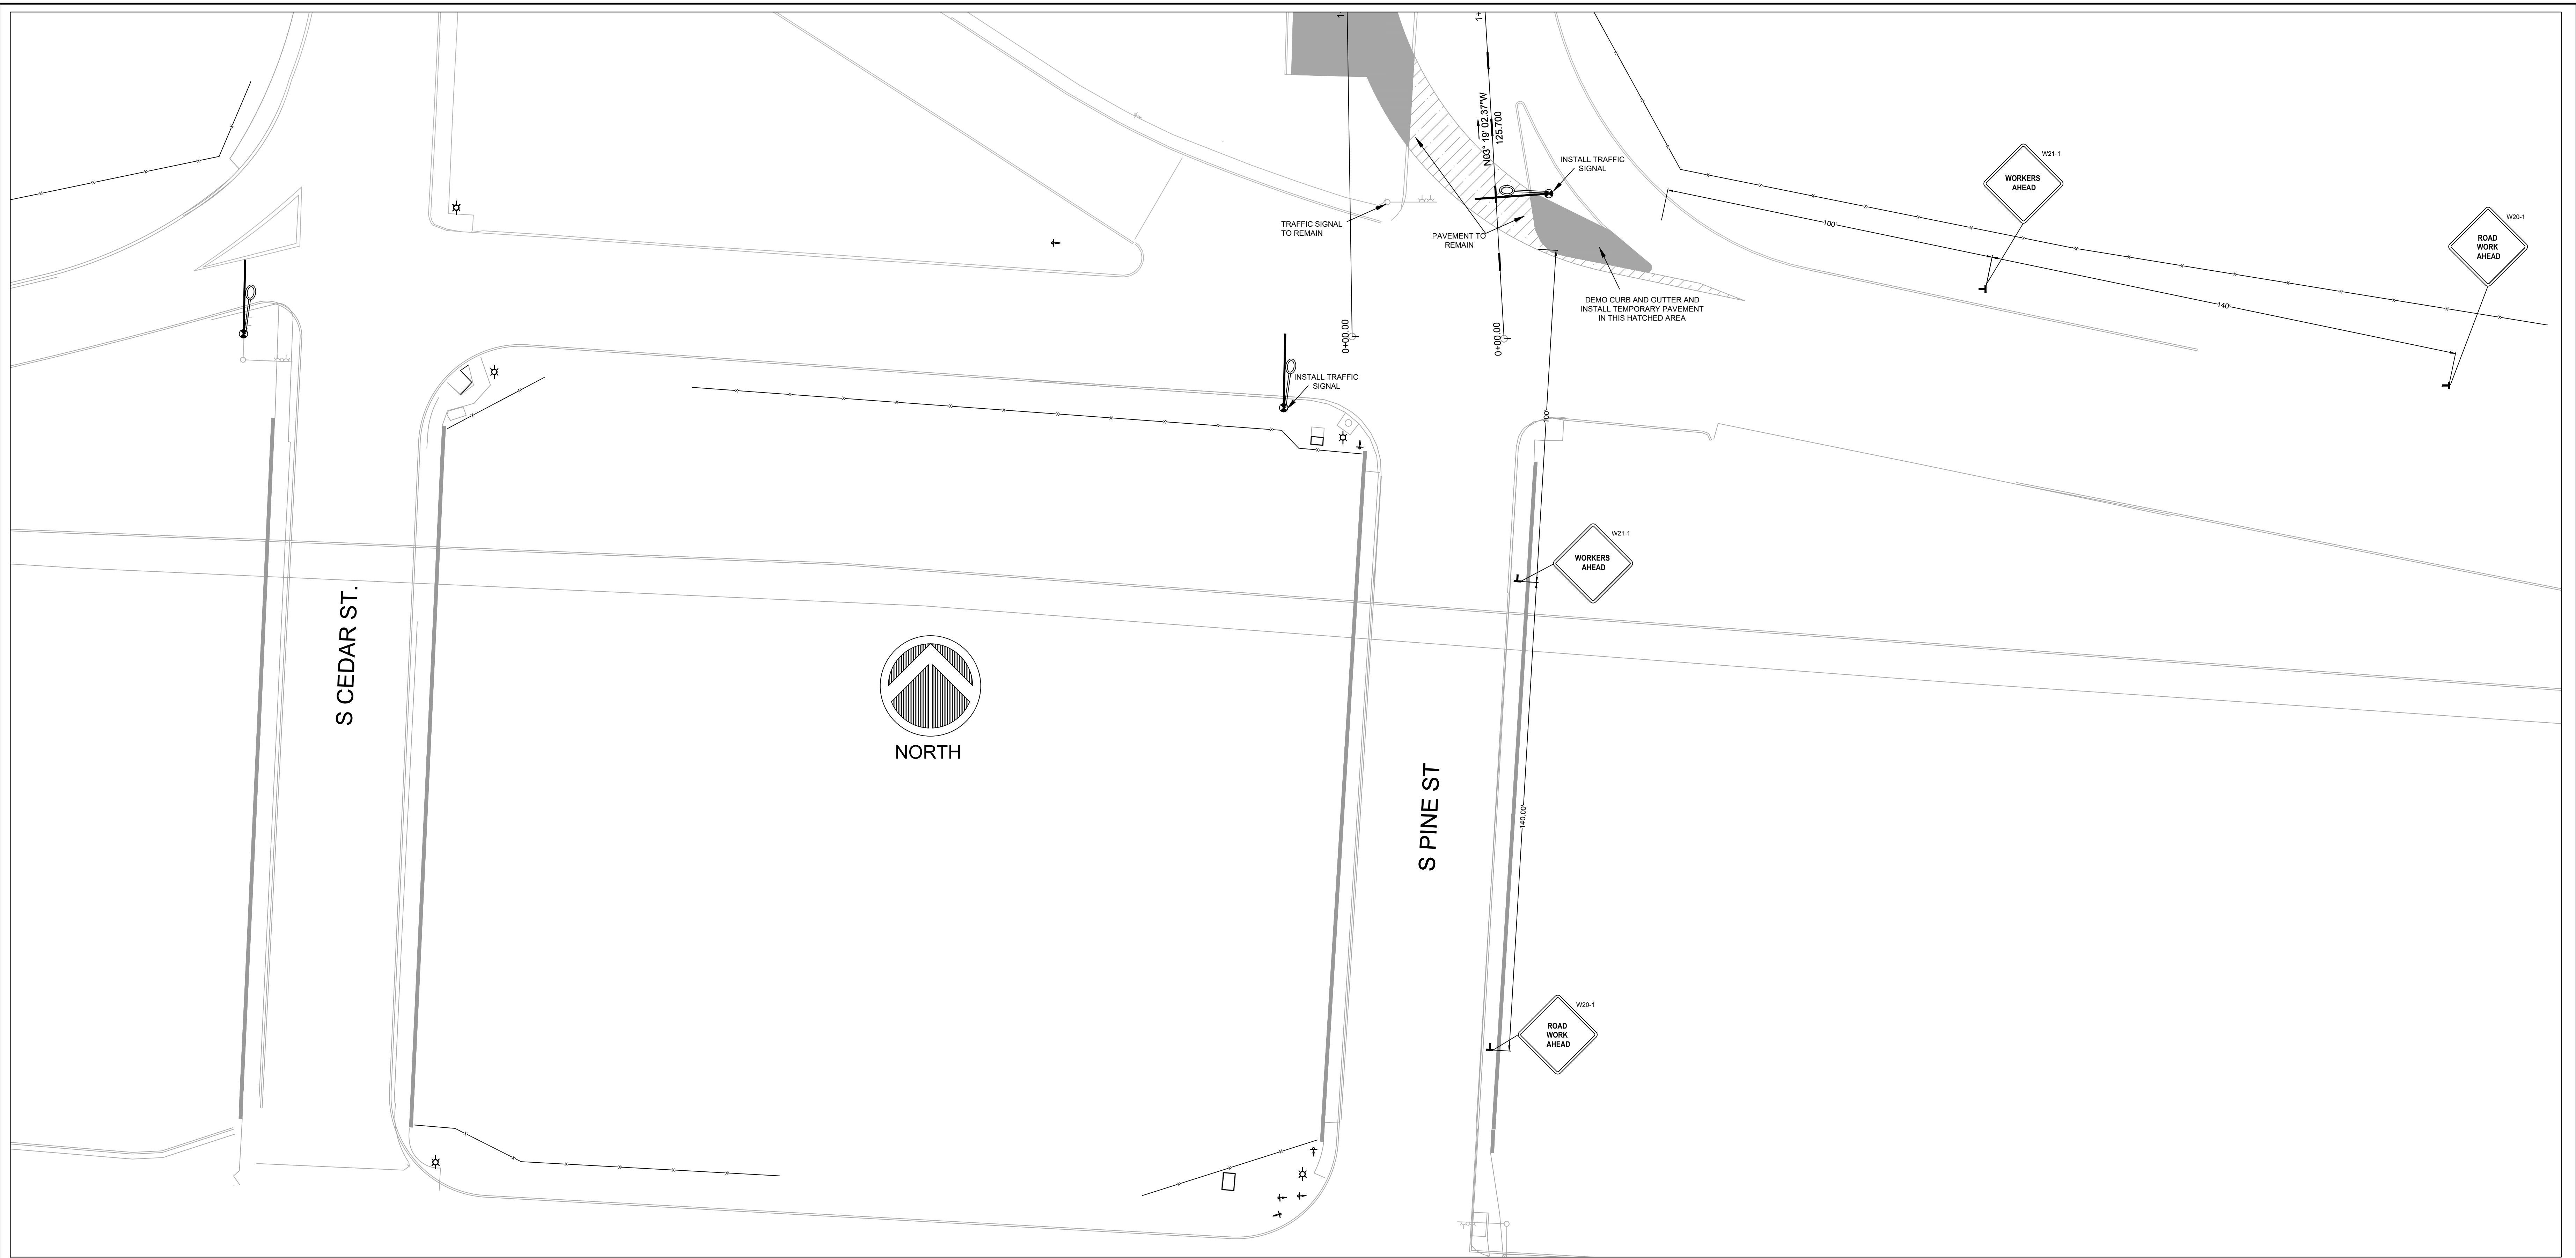 N03° 19' 02.37"W
125.700
INSTALL TRAFFIC
SIGNAL
TRAFFIC SIGNAL
TO REMAIN
PAVEMENT TO
REMAIN
DEMO CURB AND GUTTER AND
INSTALL TEMPORARY PAVEMENT
IN THIS HATCHED AREA
W21-1
WORKERS
AHEAD
W20-1
ROAD
WORK
AHEAD
100'
140'
0+00.00
0+00.00
INSTALL TRAFFIC
SIGNAL
100'
W21-1
WORKERS
AHEAD
S CEDAR ST.
NORTH
S PINE ST
140.00'
W20-1
ROAD
WORK
AHEAD